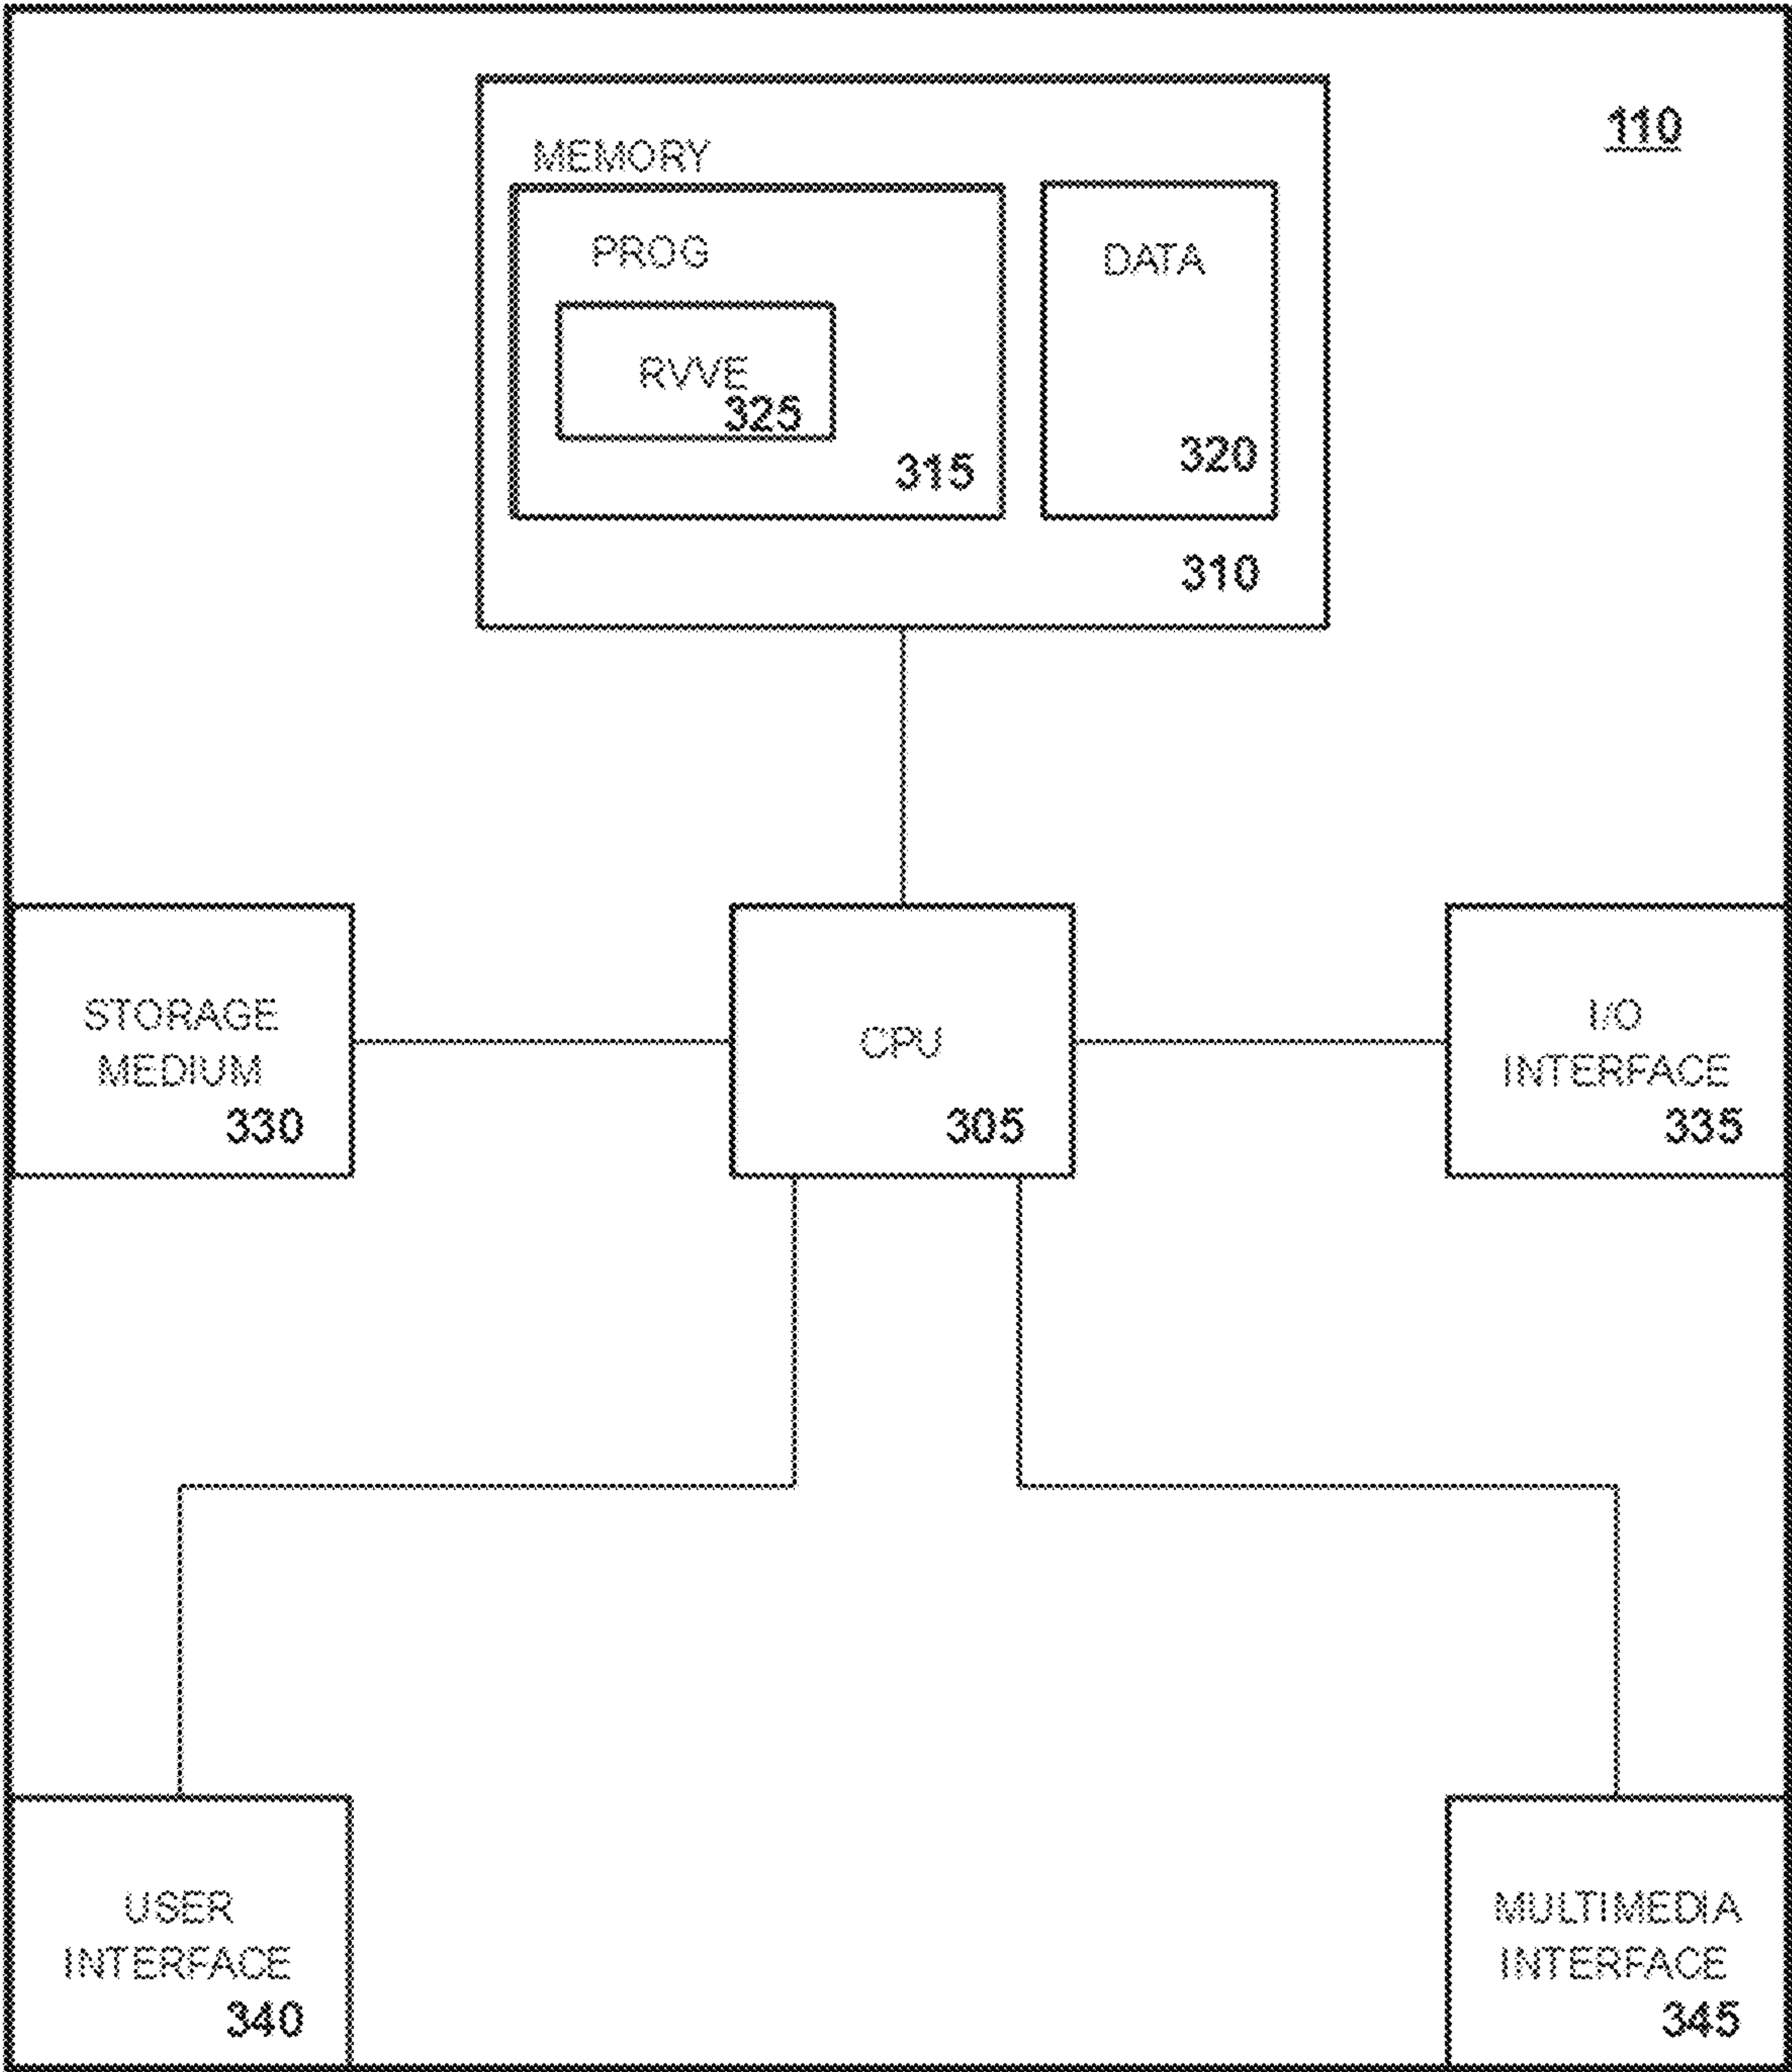 110
MEMORY
PROG
DATA
RVVE
325
315
320
310
STORAGE
MEDIUM
330
CPU
305
I/O
INTERFACE
335
USER
INTERFACE
340
MULTIMEDIA
INTERFACE
345